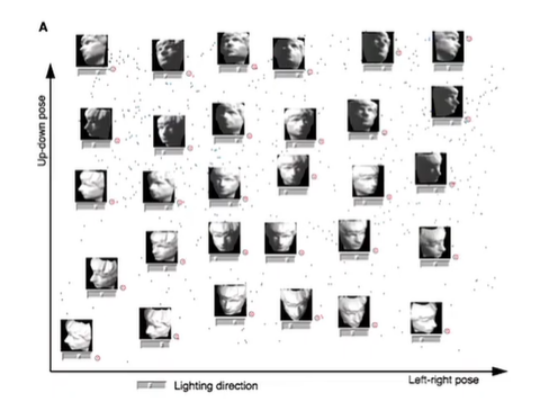 A
Up-down pose
Lighting direction
Left-right pose